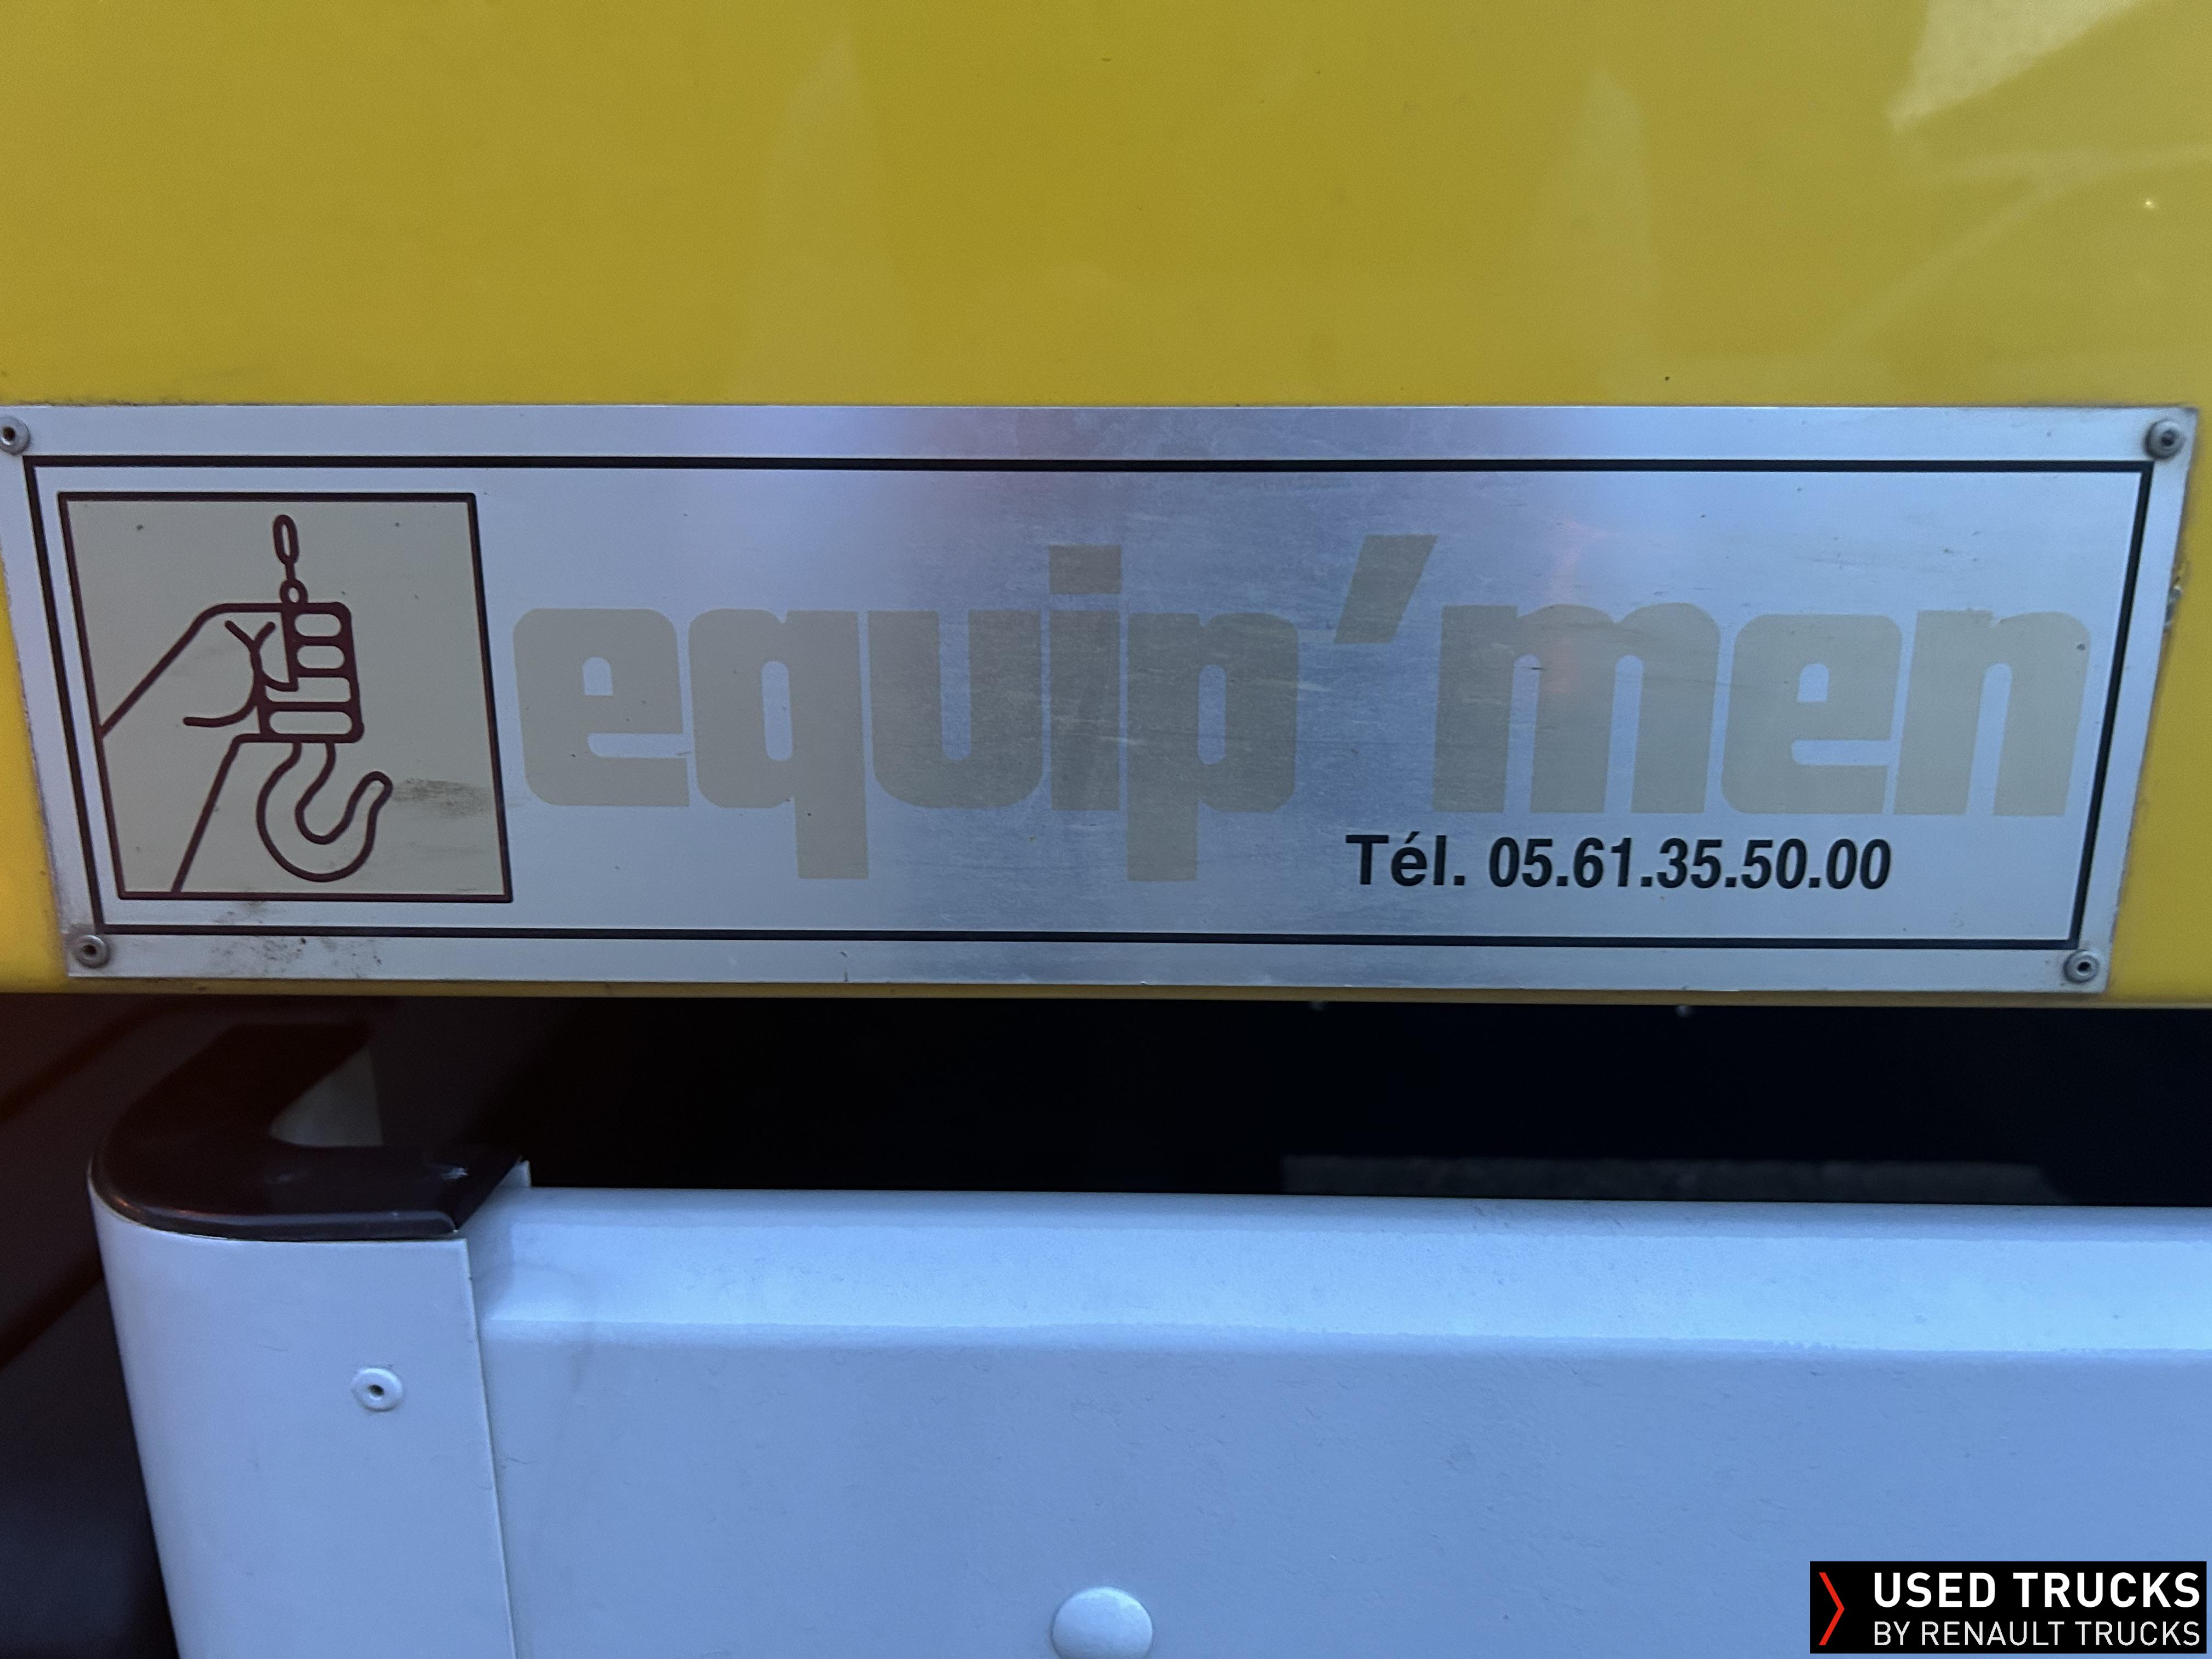 equip'men
Tél. 05.61.35.50.00
USED TRUCKS
BY RENAULT TRUCKS